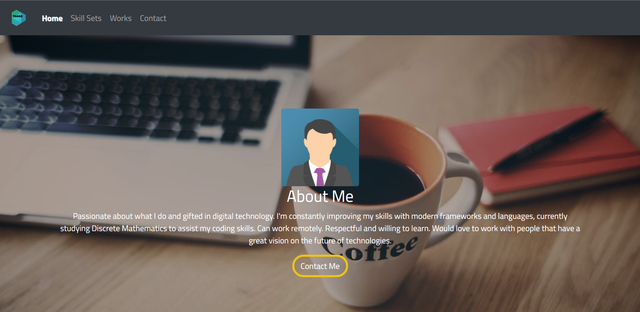 Home Skill Sets Works Contact
About Me
Passionate about what I do and gifted in digital technology. I'm constantly improving my skills with modern frameworks and languages, currently
studying Discrete Mathematics to assist my coding skills. Can work remotely. Respectful and willing to learn. Would love to work with people that have a
great vision on the future of technologies.
Coffee
Contact Me